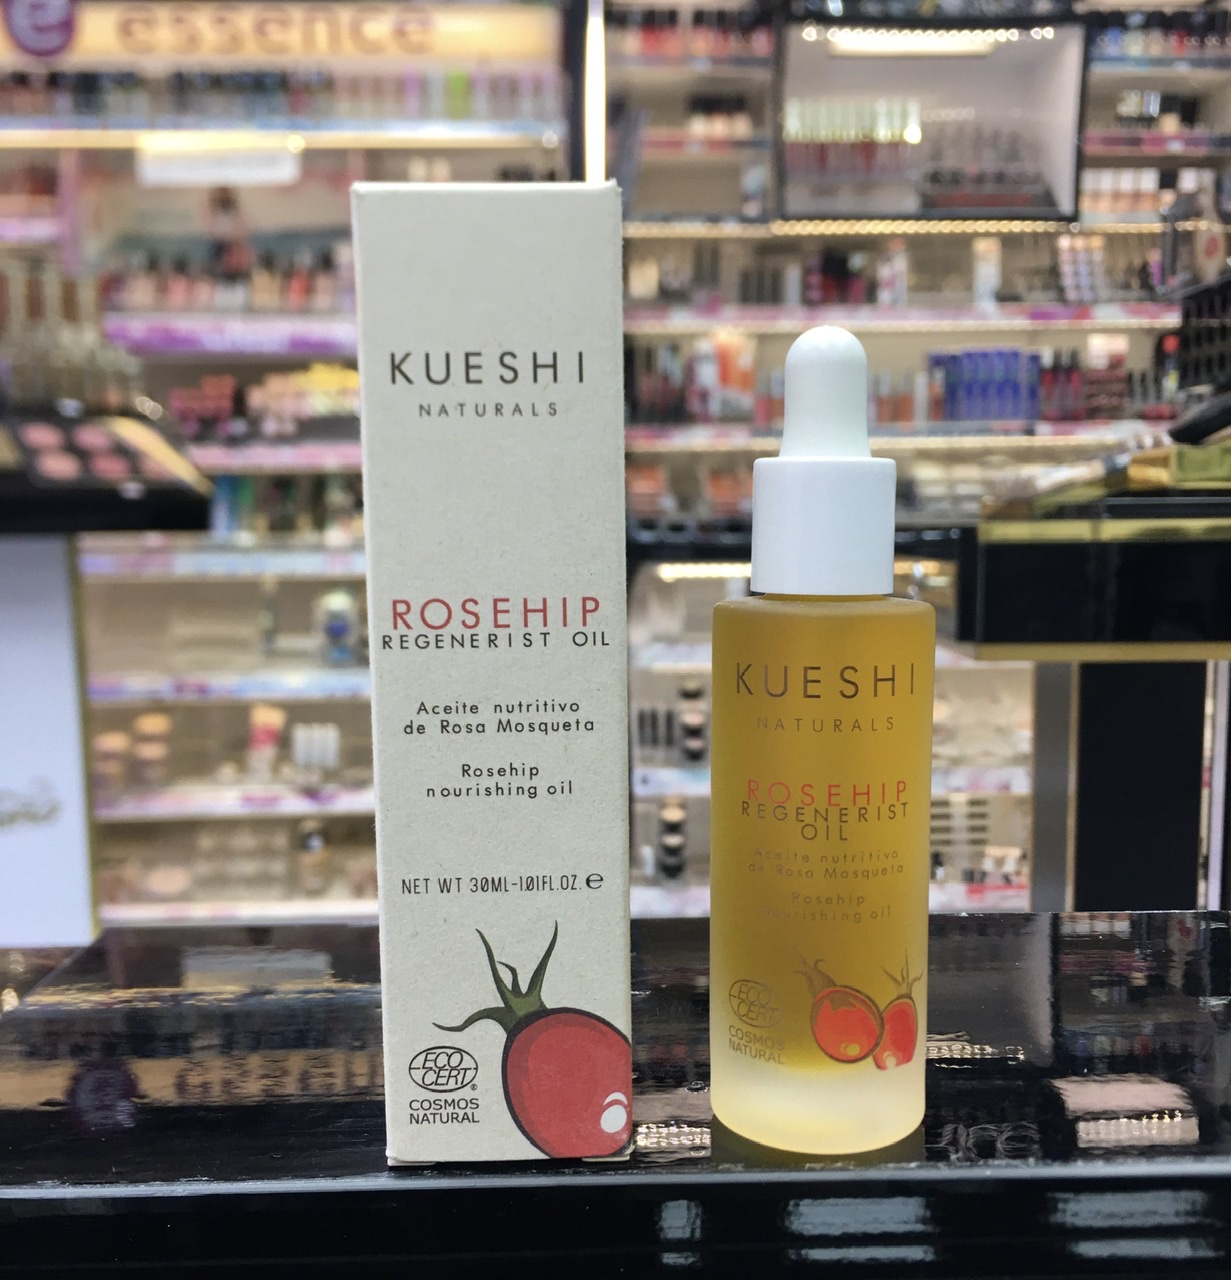 essence
KUESHI
NATURALS
ROSEHIP
REGENERIST OIL
Aceite nutritivo
de Rosa Mosqueta
Rosehip
nourishing oil
NET WT 30ML-1.01FL.OZ. e
ECO
CERT®
COSMOS
NATURAL
KUESHI
NATURALS
ROSEHIP
REGENERIST
OIL
Aceite nutritivo
de Rosa Mosqueta
Rosehip
nourishing oil
ECO
CERT
COSMOS
NATURAL